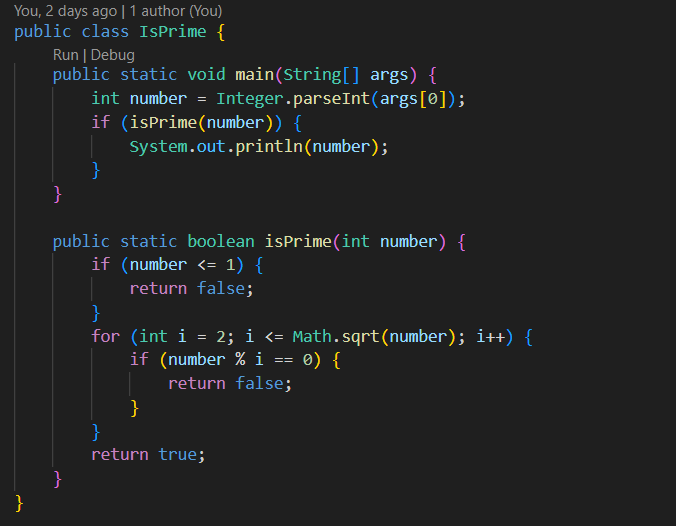 You, 2 days ago | 1 author (You)
public class IsPrime {
Run | Debug
public static void main(String[] args) {
int number = Integer.parseInt(args[0]);
if (isPrime(number)) {
System.out.println(number);
}
}
public static boolean isPrime(int number) {
if (number <= 1) {
return false;
}
for (int i = 2; i <= Math.sqrt(number); i++) {
if (number % i == 0) {
return false;
}
}
return true;
}
}